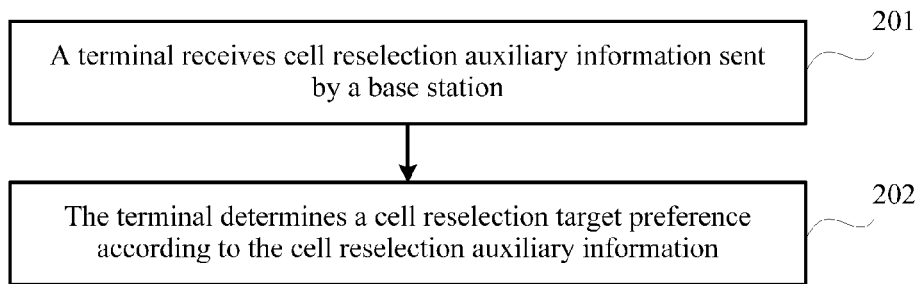 201
A terminal receives cell reselection auxiliary information sent
by a base station
202
The terminal determines a cell reselection target preference
according to the cell reselection auxiliary information